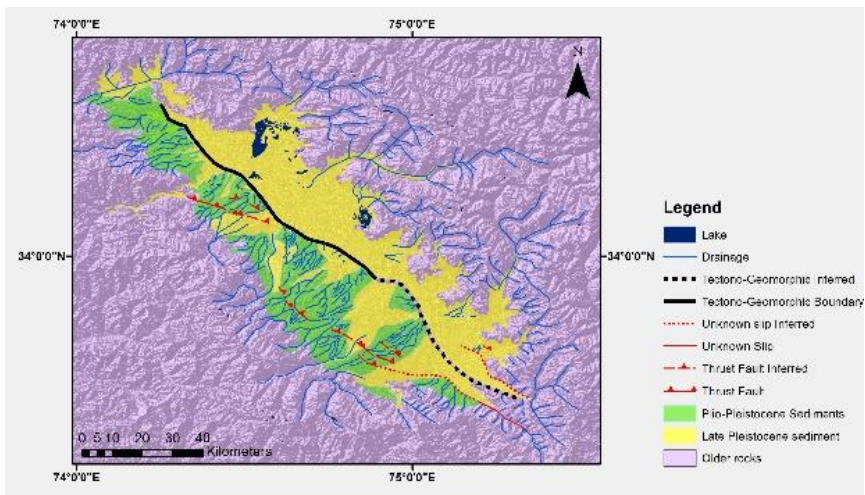 74°0'0"E
75°0'0"E
N
34°0'0"N
34°0'0"N
Legend
Lake
Drainage
Tectono-Geomorphic Inferred
Tectono-Geomorphic Boundary
Unknown slip Inferred
Unknown Slip
Thrust Fault Inferred
Thrust Fault
Plio-Pleistocene Sediments
Late Pleistocene sediment
Older rocks
0 5 10 20 30 40
Kilometers
74°0'0"E
75°0'0"E